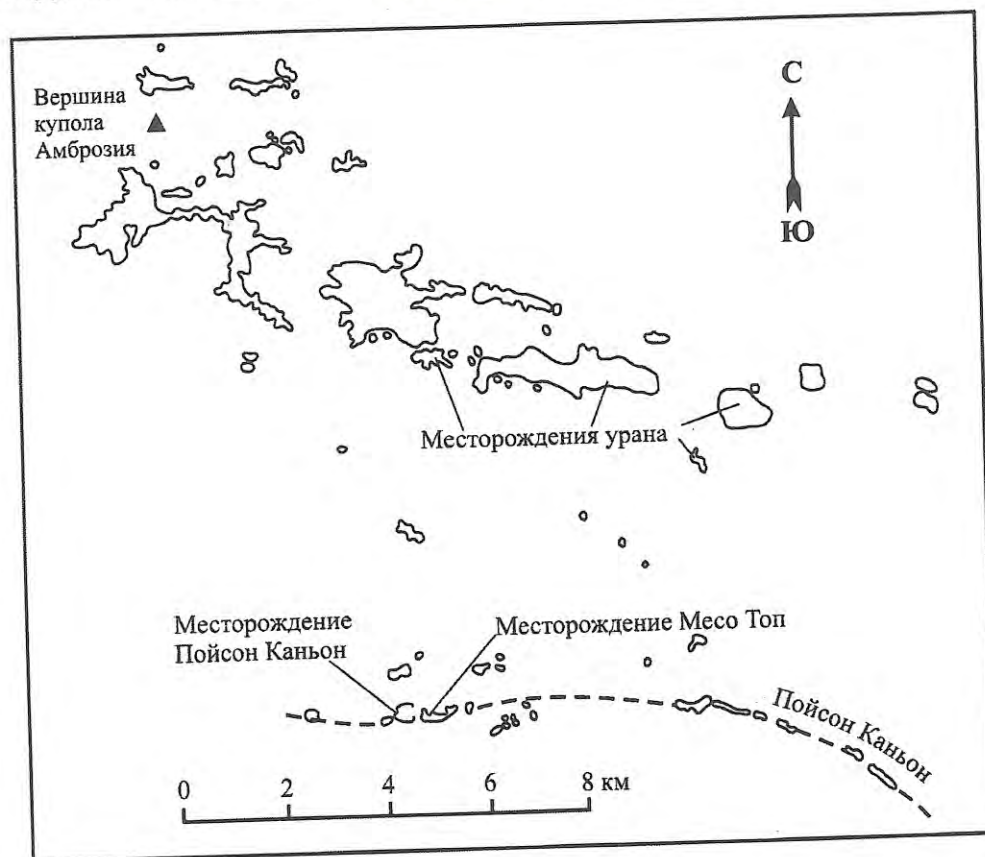 Вершина
купола
Амброзия
С
Ю
Месторождения урана
Месторождение
Пойсон Каньон
Месторождение Месо Топ
Пойсон Каньон
0 2 4 6 8 км